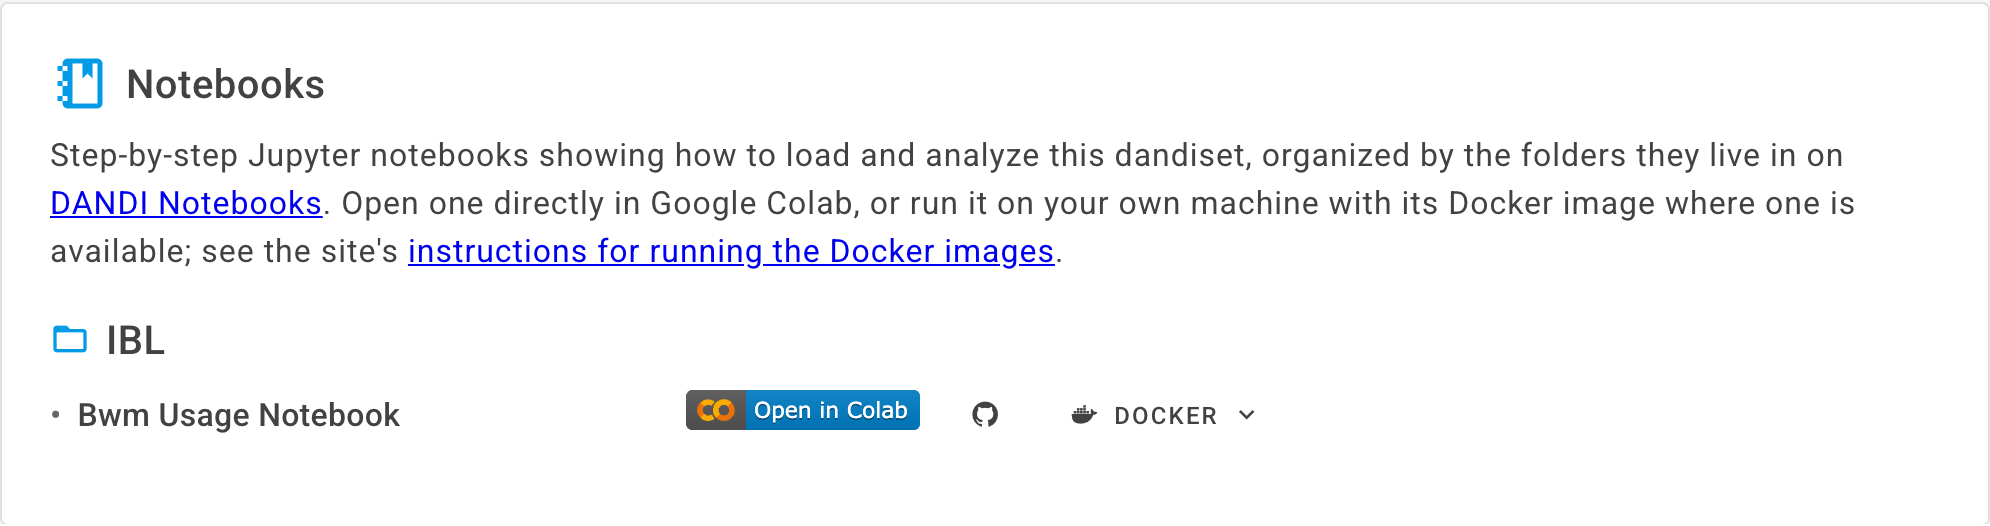 Notebooks
Step-by-step Jupyter notebooks showing how to load and analyze this dandiset, organized by the folders they live in on
DANDI Notebooks. Open one directly in Google Colab, or run it on your own machine with its Docker image where one is
available; see the site's instructions for running the Docker images.
IBL
• Bwm Usage Notebook Open in Colab DOCKER